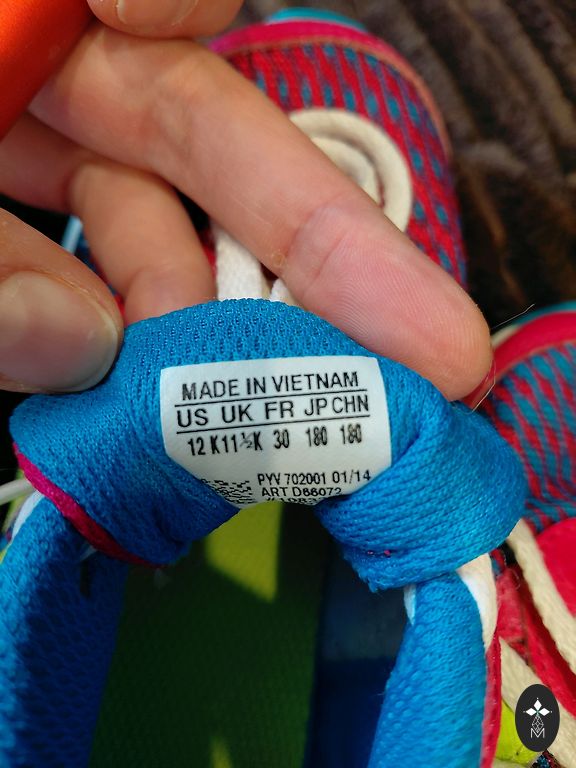 MADE IN VIETNAM
US UK FR JP CHN
12 K 11½K 30 180 180
PYV 702001 01/14
ART D66072